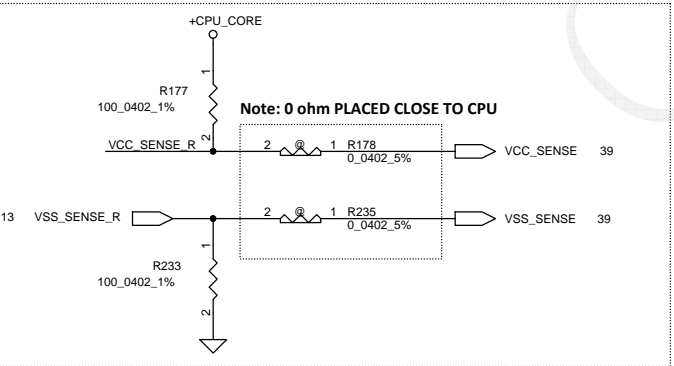 +CPU_CORE
1
R177
100_0402_1%
2
Note: 0 ohm PLACED CLOSE TO CPU
VCC_SENSE_R
2 @ 1 R178
0_0402_5%
VCC_SENSE 39
13 VSS_SENSE_R
2 @ 1 R235
0_0402_5%
VSS_SENSE 39
1
R233
100_0402_1%
2